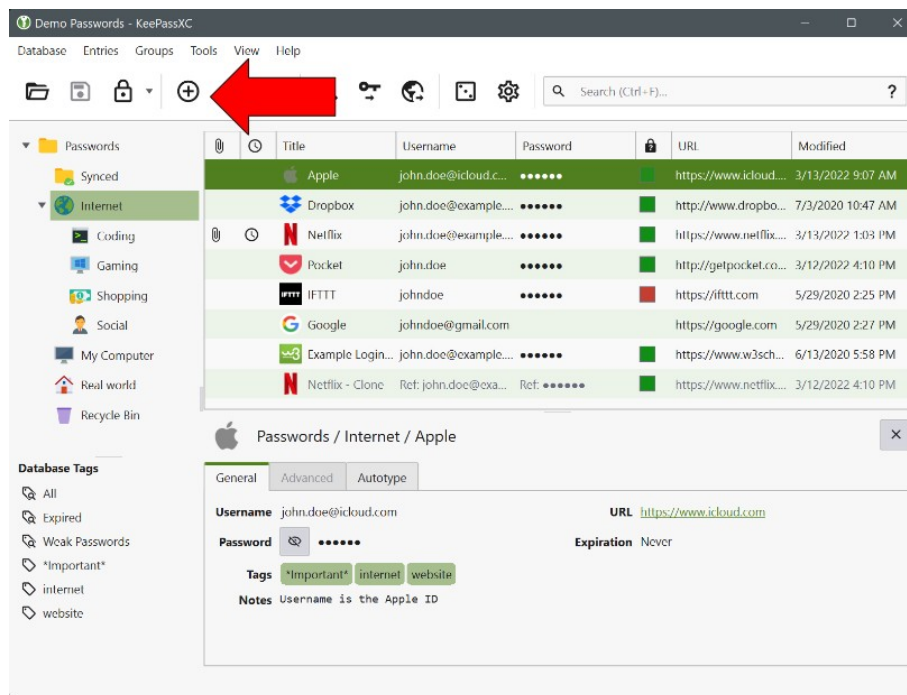 Demo Passwords - KeePassXC
Database Entries Groups Tools View Help
Search (Ctrl+F)... ?
Passwords
Synced
Internet
Coding
Gaming
Shopping
Social
My Computer
Real world
Recycle Bin
Database Tags
All
Expired
Weak Passwords
*Important*
internet
website
Title Username Password URL Modified
Apple john.doe@icloud.c... ●●●●●● https://www.icloud.... 3/13/2022 9:07 AM
Dropbox john.doe@example.... ●●●●●● http://www.dropbo... 7/3/2020 10:47 AM
Netflix john.doe@example.... ●●●●●● https://www.netflix.... 3/13/2022 1:03 PM
Pocket john.doe ●●●●●● http://getpocket.co... 3/12/2022 4:10 PM
IFTTT IFTTT johndoe ●●●●●● https://ifttt.com 5/29/2020 2:25 PM
Google johndoe@gmail.com https://google.com 5/29/2020 2:27 PM
Example Login... john.doe@example.... ●●●●●● https://www.w3sch... 6/13/2020 5:58 PM
Netflix - Clone Ref: john.doe@exa... Ref: ●●●●●● https://www.netflix.... 3/12/2022 4:10 PM
Passwords / Internet / Apple
General Advanced Autotype
Username john.doe@icloud.com URL https://www.icloud.com
Password ●●●●●● Expiration Never
Tags *Important* internet website
Notes Username is the Apple ID